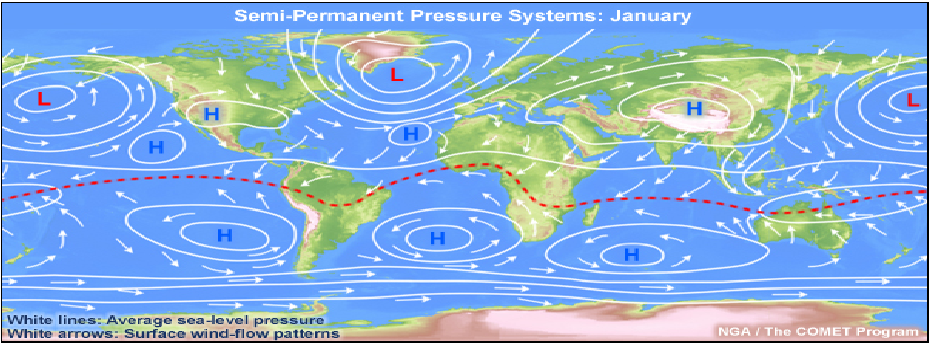 Semi-Permanent Pressure Systems: January
L
L
L
H
H
H
H
H
H
H
White lines: Average sea-level pressure
White arrows: Surface wind-flow patterns
NGA / The COMET Program